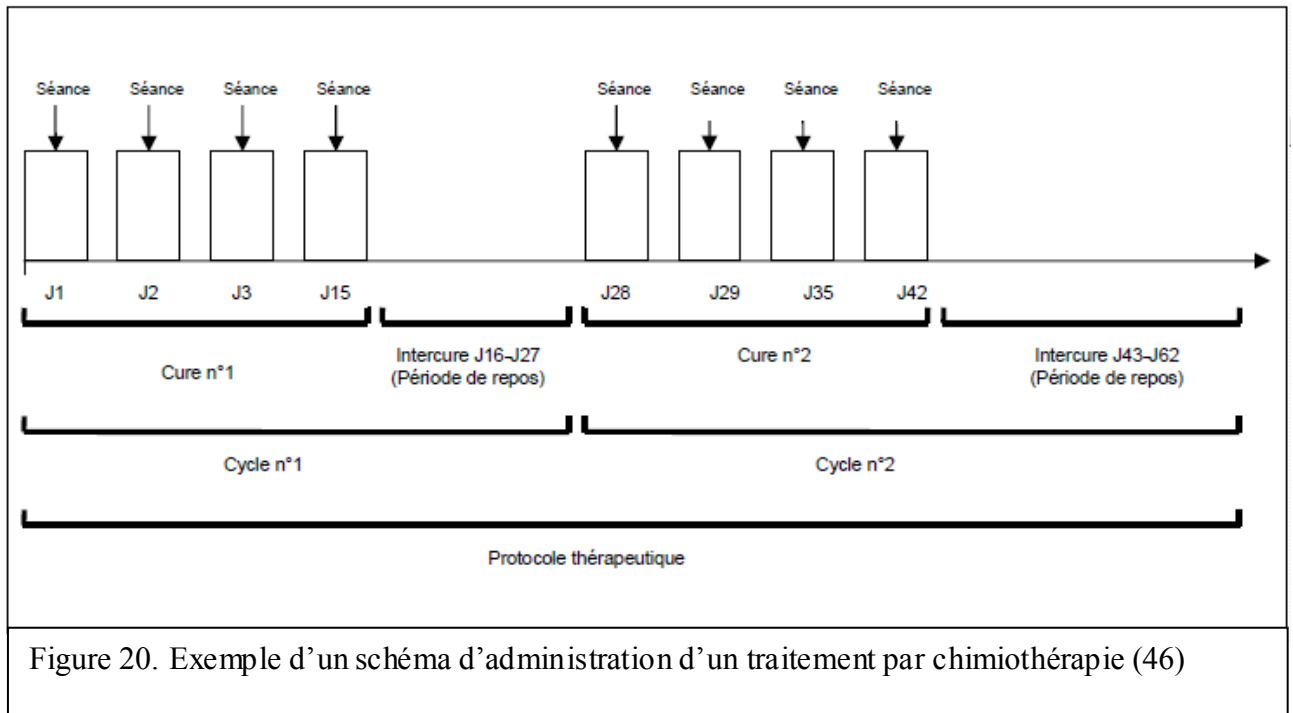 Séance Séance Séance Séance Séance Séance Séance Séance
J1 J2 J3 J15 J28 J29 J35 J42
Cure n°1
Intercure J16-J27
(Période de repos)
Cure n°2
Intercure J43-J62
(Période de repos)
Cycle n°1 Cycle n°2
Protocole thérapeutique
Figure 20. Exemple d'un schéma d'administration d'un traitement par chimiothérapie (46)